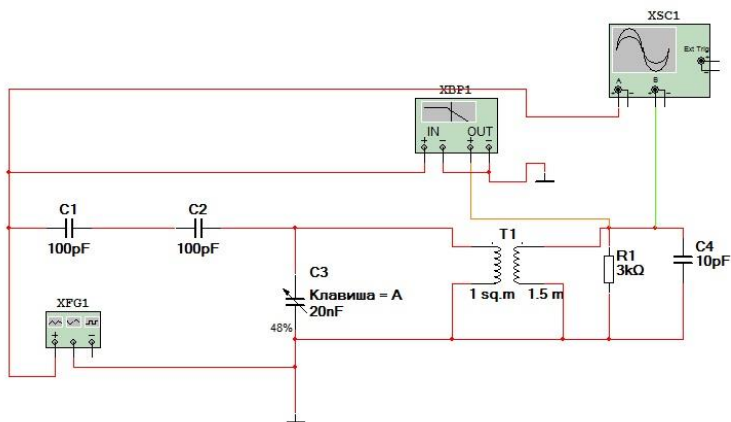 XSC1
Ext Trig
+
A
B
+ − + −
XBP1
IN OUT
+ − + −
C1
100pF
C2
100pF
C3
Клавиша = A
20nF
48%
T1
1 sq.m 1.5 m
R1
3kΩ
C4
10pF
XFG1
+ −